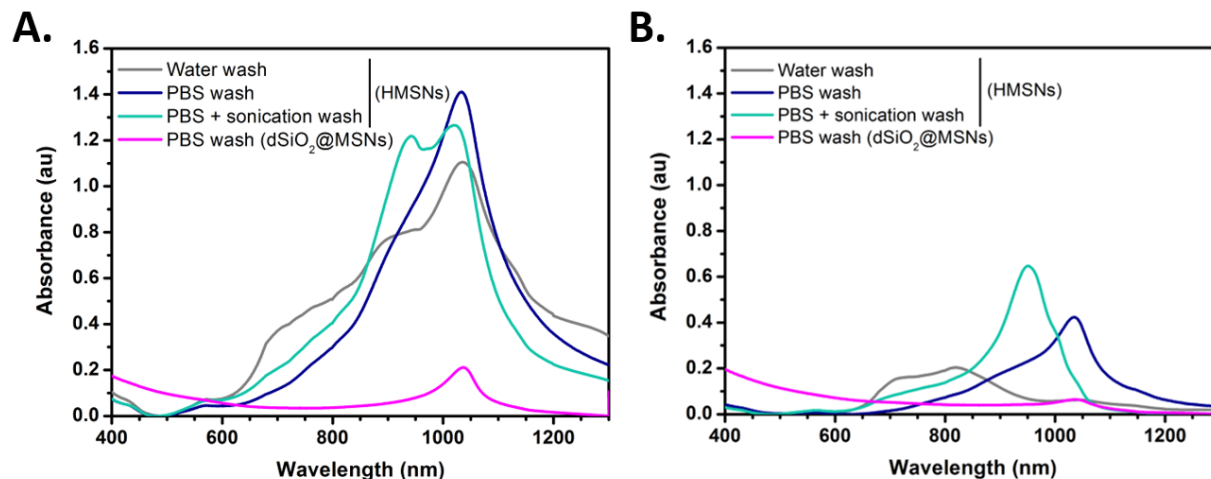 A.
1.6
1.4
1.2
1.0
0.8
0.6
0.4
0.2
0.0
Absorbance (au)
Water wash
PBS wash
PBS + sonication wash
PBS wash (dSiO₂@MSNs)
(HMSNs)
400 600 800 1000 1200
Wavelength (nm)
B.
1.6
1.4
1.2
1.0
0.8
0.6
0.4
0.2
0.0
Absorbance (au)
Water wash
PBS wash
PBS + sonication wash
PBS wash (dSiO₂@MSNs)
(HMSNs)
400 600 800 1000 1200
Wavelength (nm)